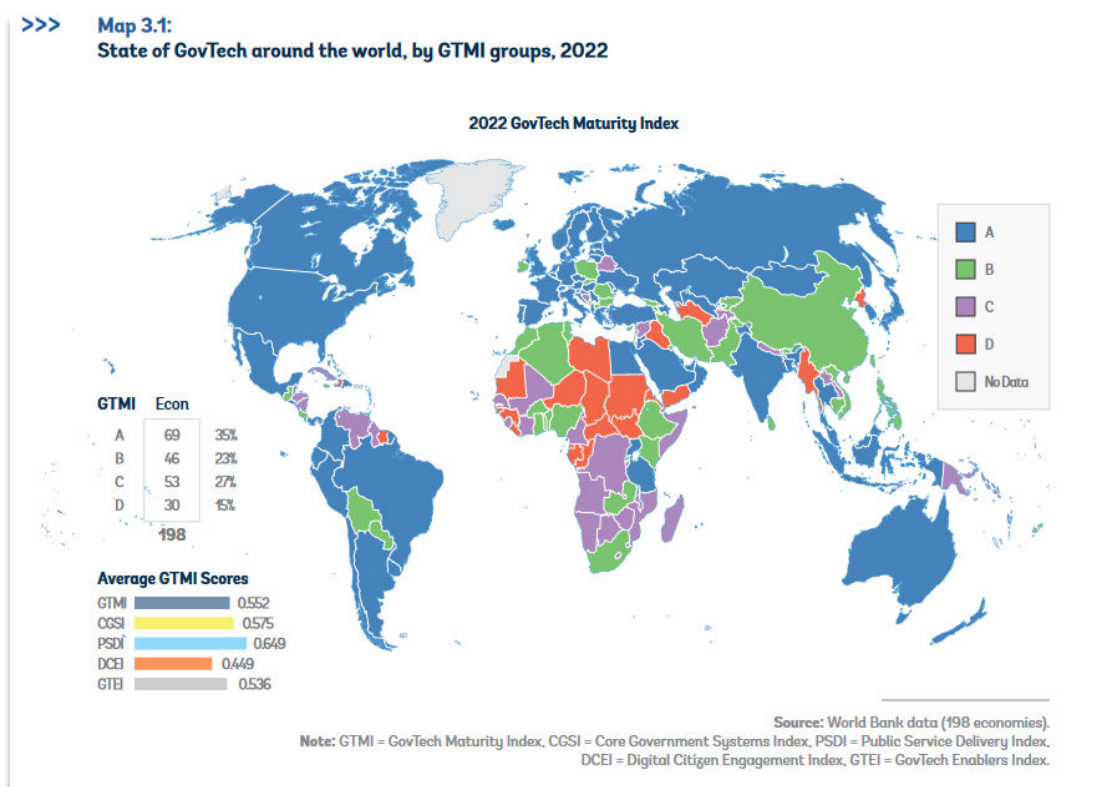 >>>
Map 3.1:
State of GovTech around the world, by GTMI groups, 2022
2022 GovTech Maturity Index
A
B
C
D
No Data
GTMI Econ
A 69 35%
B 46 23%
C 53 27%
D 30 15%
198
Average GTMI Scores
GTMI 0.552
CGSI 0.575
PSDI 0.649
DCEI 0.449
GTEI 0.536
Source: World Bank data (198 economies).
Note: GTMI = GovTech Maturity Index, CGSI = Core Government Systems Index, PSDI = Public Service Delivery Index,
DCEI = Digital Citizen Engagement Index, GTEI = GovTech Enablers Index.